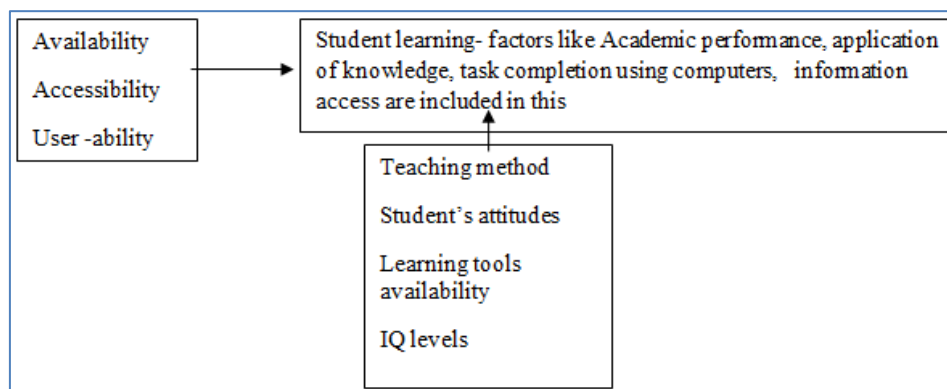 Availability
Accessibility
User -ability
Student learning- factors like Academic performance, application
of knowledge, task completion using computers, information
access are included in this
Teaching method
Student’s attitudes
Learning tools
availability
IQ levels